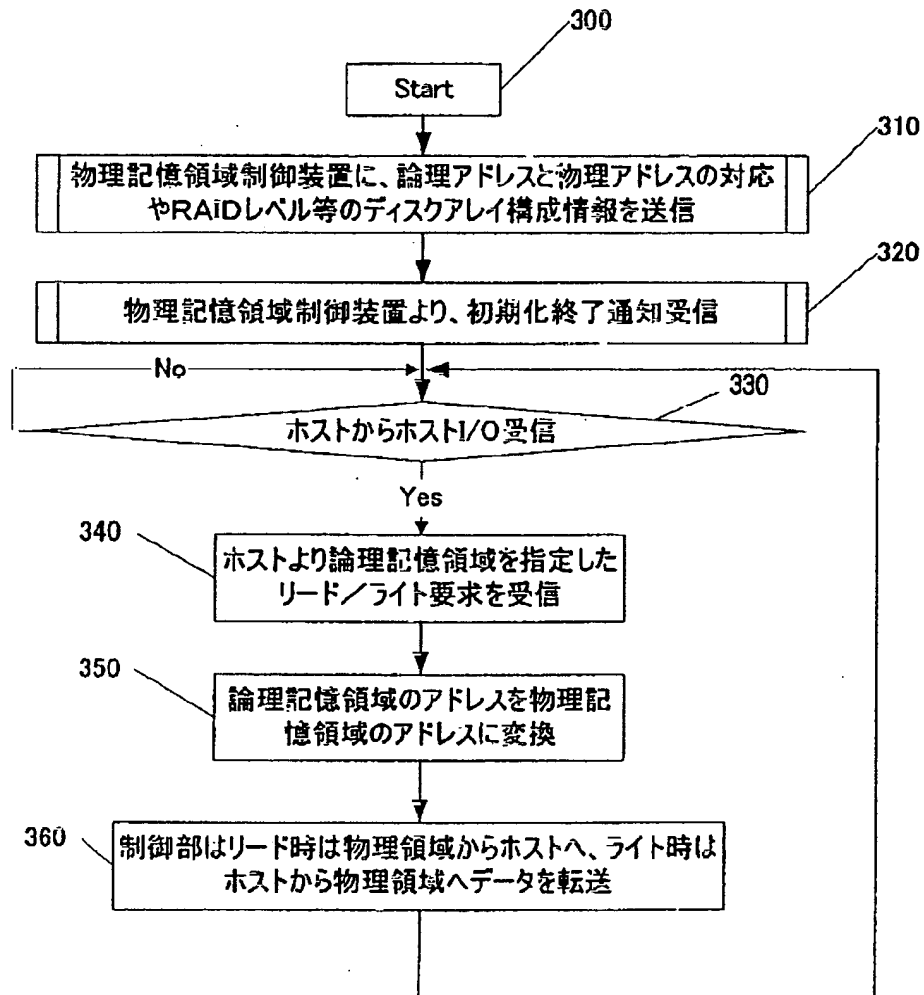 300
Start
310
物理記憶領域制御装置に、論理アドレスと物理アドレスの対応
やRAiDレベル等のディスクアレイ構成情報を送信
320
物理記憶領域制御装置より、初期化終了通知受信
No
330
ホストからホストI/O受信
Yes
340
ホストより論理記憶領域を指定した
リード／ライト要求を受信
350
論理記憶領域のアドレスを物理記
憶領域のアドレスに変換
360
制御部はリード時は物理領域からホストへ、ライト時は
ホストから物理領域へデータを転送